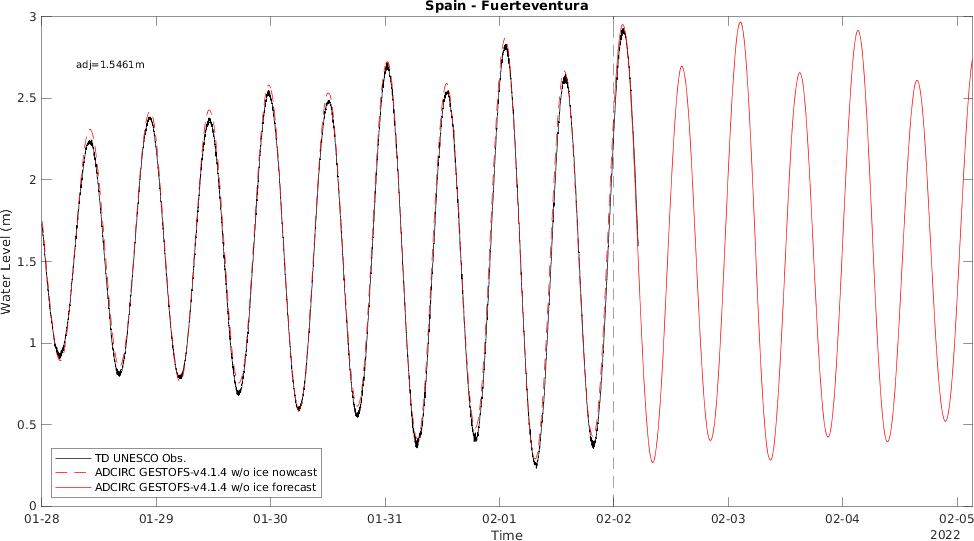 Spain - Fuerteventura
adj=1.5461m
3
2.5
2
1.5
1
0.5
0
Water Level (m)
TD UNESCO Obs.
ADCIRC GESTOFS-v4.1.4 w/o ice nowcast
ADCIRC GESTOFS-v4.1.4 w/o ice forecast
01-28 01-29 01-30 01-31 02-01 02-02 02-03 02-04 02-05
Time
2022